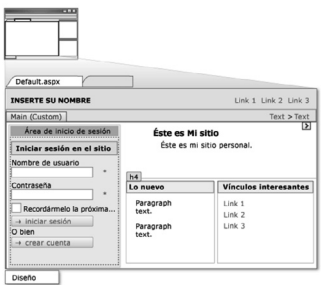 Default.aspx
INSERTE SU NOMBRE
Link 1 Link 2 Link 3
Main (Custom)
Text > Text
Área de inicio de sesión
Iniciar sesión en el sitio
Nombre de usuario
*
Contraseña
*
Recordármelo la próxima...
→ iniciar sesión
O bien
→ crear cuenta
Éste es Mi sitio
Éste es mi sitio personal.
h4
Lo nuevo
Paragraph
text.
Paragraph
text.
Vínculos interesantes
Link 1
Link 2
Link 3
Diseño